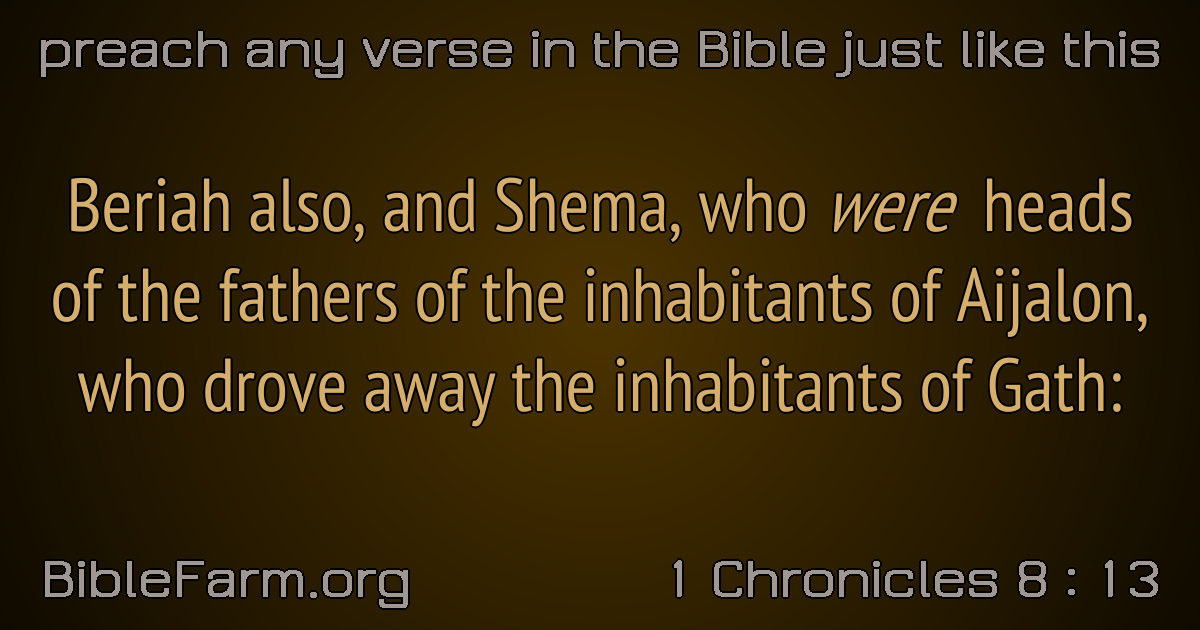 preach any verse in the Bible just like this
Beriah also, and Shema, who were heads
of the fathers of the inhabitants of Aijalon,
who drove away the inhabitants of Gath:
BibleFarm.org
1 Chronicles 8 : 13